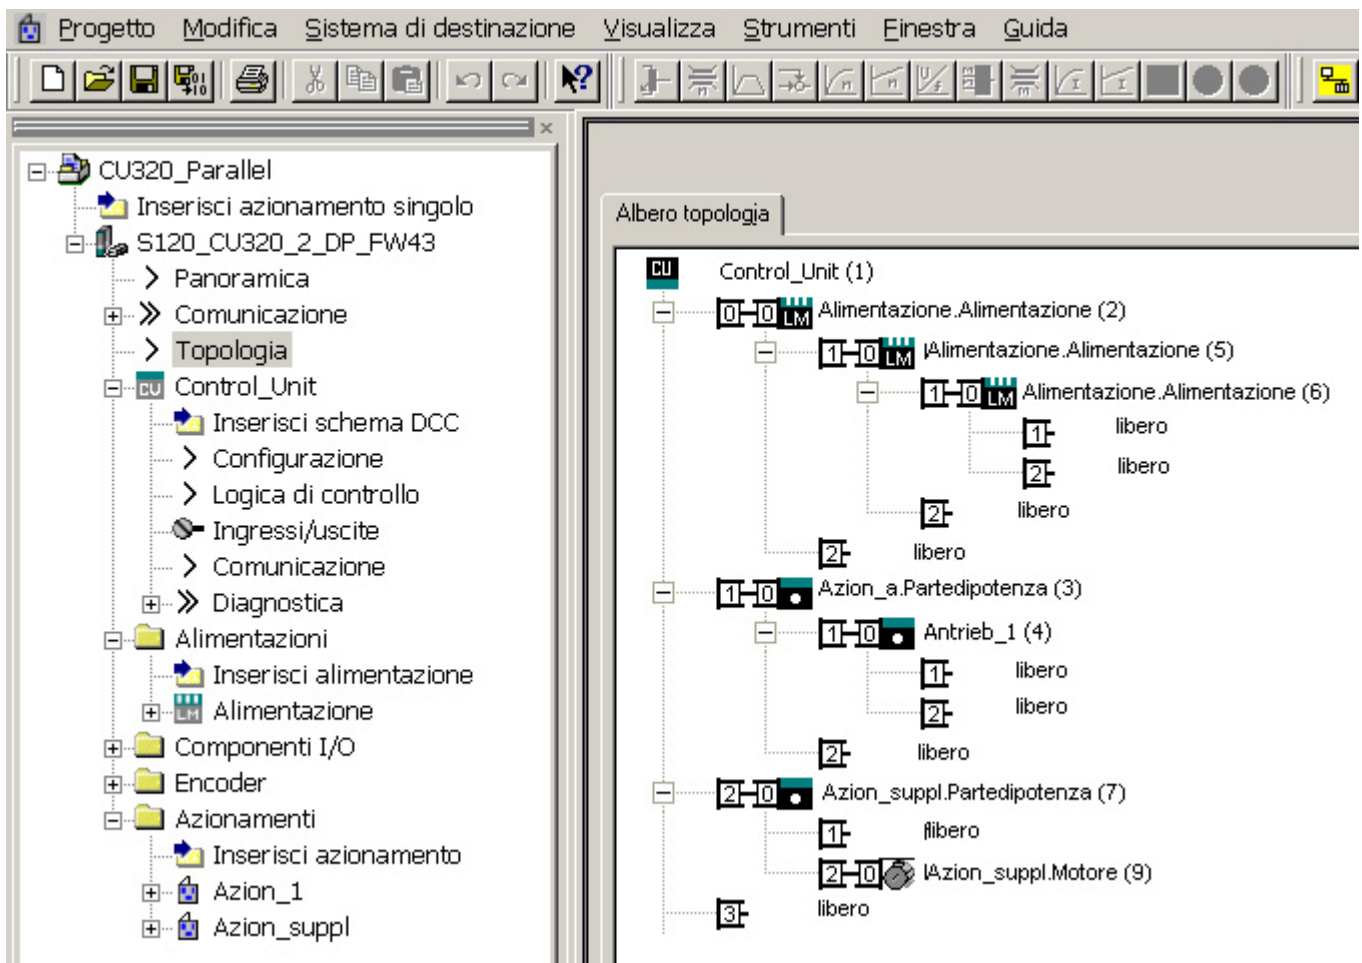 Progetto Modifica Sistema di destinazione Visualizza Strumenti Finestra Guida
CU320_Parallel
Inserisci azionamento singolo
S120_CU320_2_DP_FW43
Panoramica
Comunicazione
Topologia
CU Control_Unit
Inserisci schema DCC
Configurazione
Logica di controllo
Ingressi/uscite
Comunicazione
Diagnostica
Alimentazioni
Inserisci alimentazione
LM Alimentazione
Componenti I/O
Encoder
Azionamenti
Inserisci azionamento
Azion_1
Azion_suppl
Albero topologia
CU Control_Unit (1)
0 0 LM Alimentazione.Alimentazione (2)
1 0 LM Alimentazione.Alimentazione (5)
1 0 LM Alimentazione.Alimentazione (6)
1 libero
2 libero
2 libero
2 libero
1 0 Azion_a.Partedipotenza (3)
1 0 Antrieb_1 (4)
1 libero
2 libero
2 libero
2 0 Azion_suppl.Partedipotenza (7)
1 libero
2 0 Azion_suppl.Motore (9)
3 libero